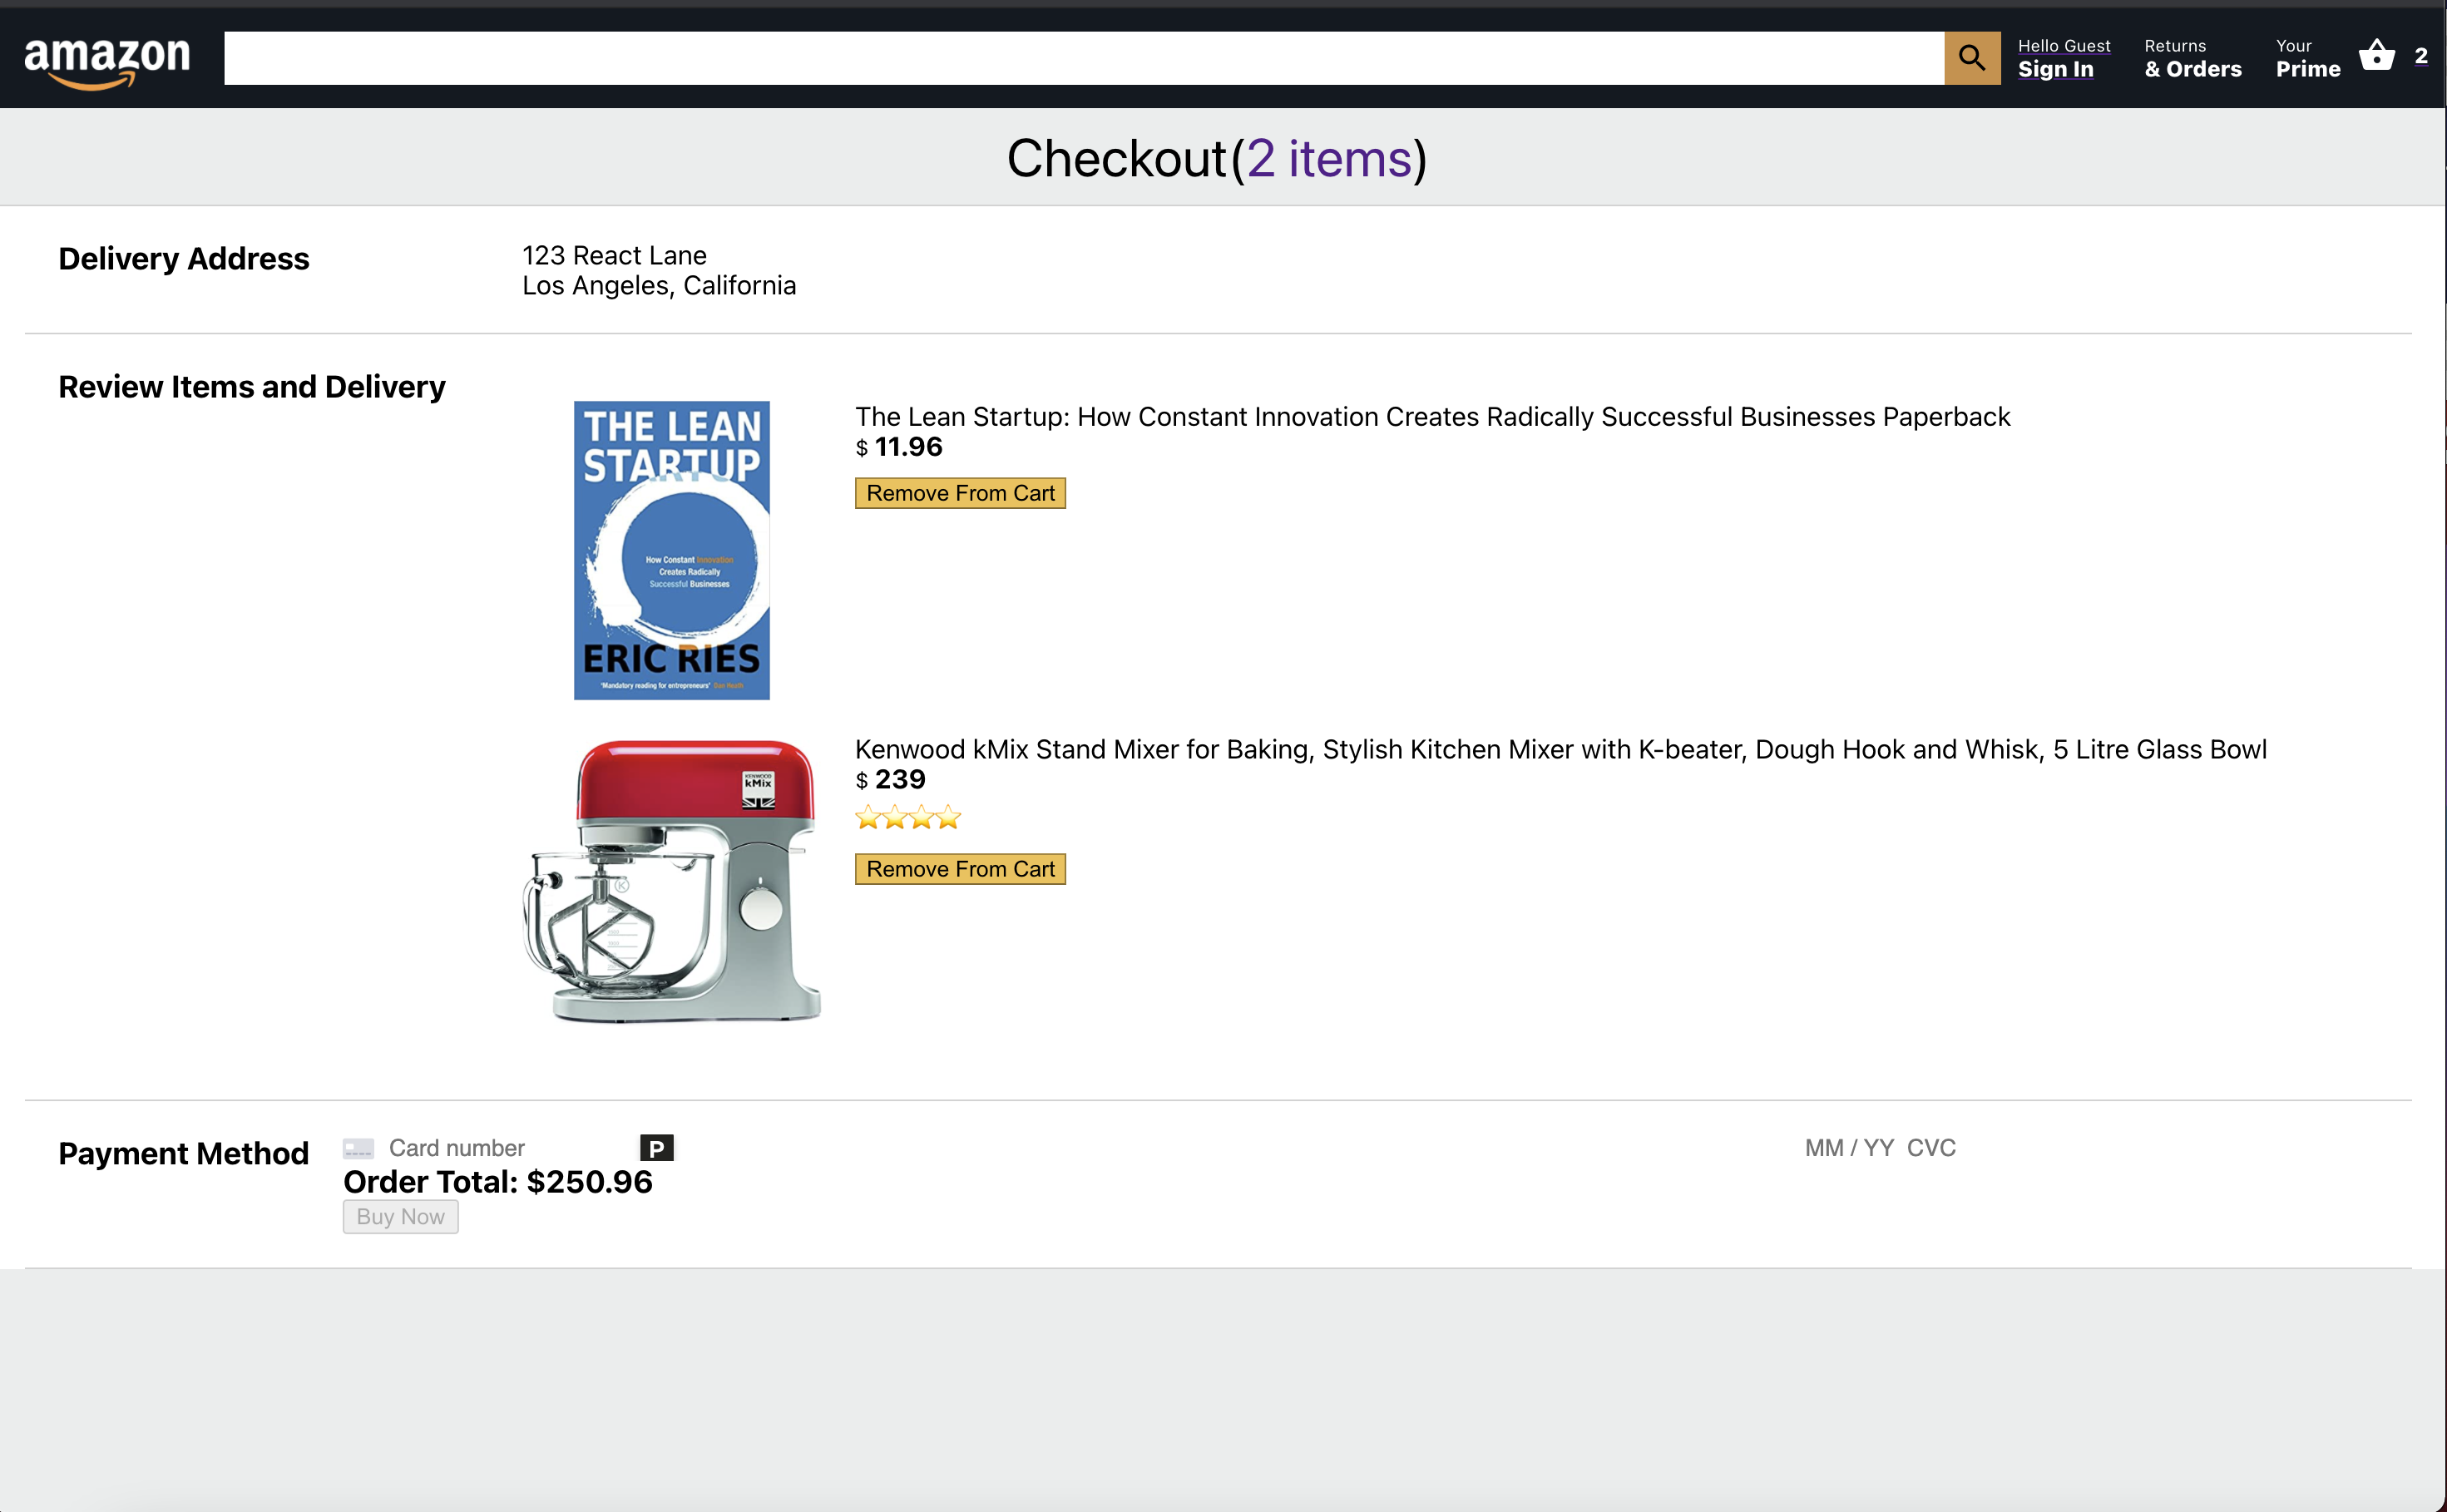 amazon
Hello Guest
Sign In
Returns
& Orders
Your
Prime
2
Checkout(2 items)
Delivery Address
123 React Lane
Los Angeles, California
Review Items and Delivery
THE LEAN
STARTUP
How Constant Innovation
Creates Radically
Successful Businesses
ERIC RIES
'Mandatory reading for entrepreneurs' Dan Heath
The Lean Startup: How Constant Innovation Creates Radically Successful Businesses Paperback
$ 11.96
Remove From Cart
KENWOOD
kMix
K
Kenwood kMix Stand Mixer for Baking, Stylish Kitchen Mixer with K-beater, Dough Hook and Whisk, 5 Litre Glass Bowl
$ 239
⭐⭐⭐⭐
Remove From Cart
Payment Method
Card number
P
MM / YY CVC
Order Total: $250.96
Buy Now